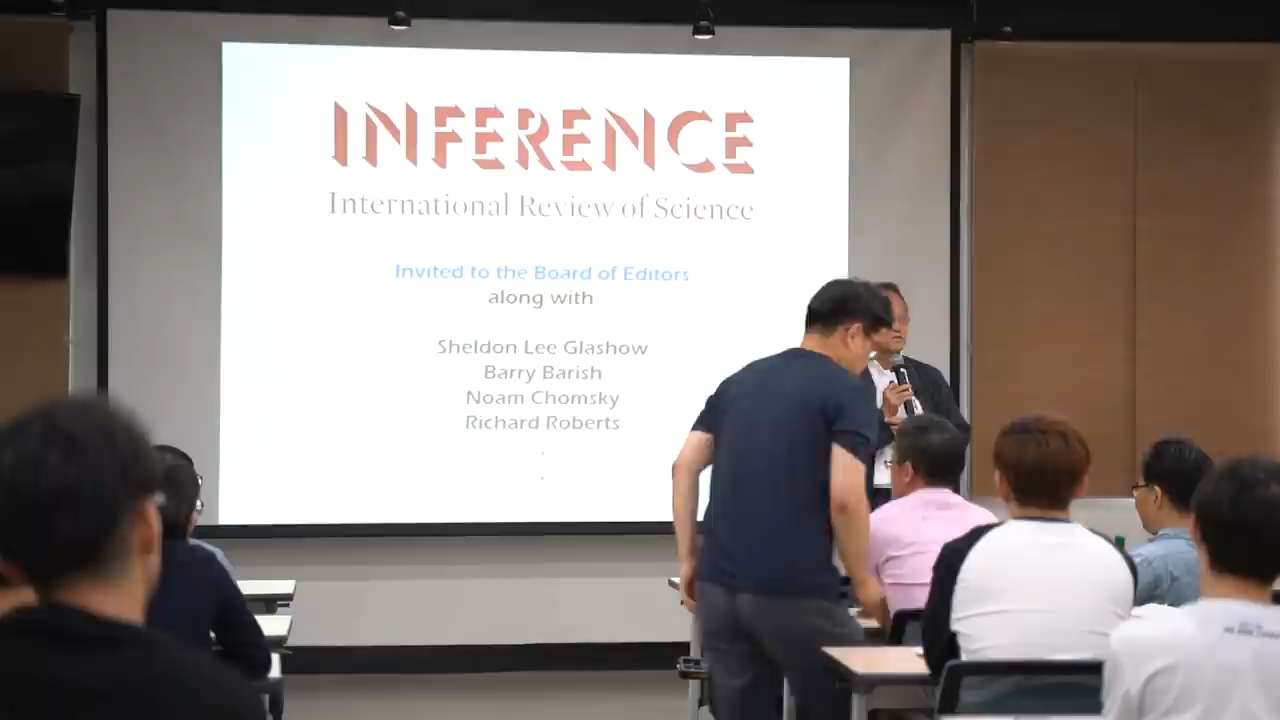 INFERENCE
International Review of Science
Invited to the Board of Editors
along with
Sheldon Lee Glashow
Barry Barish
Noam Chomsky
Richard Roberts
.
.